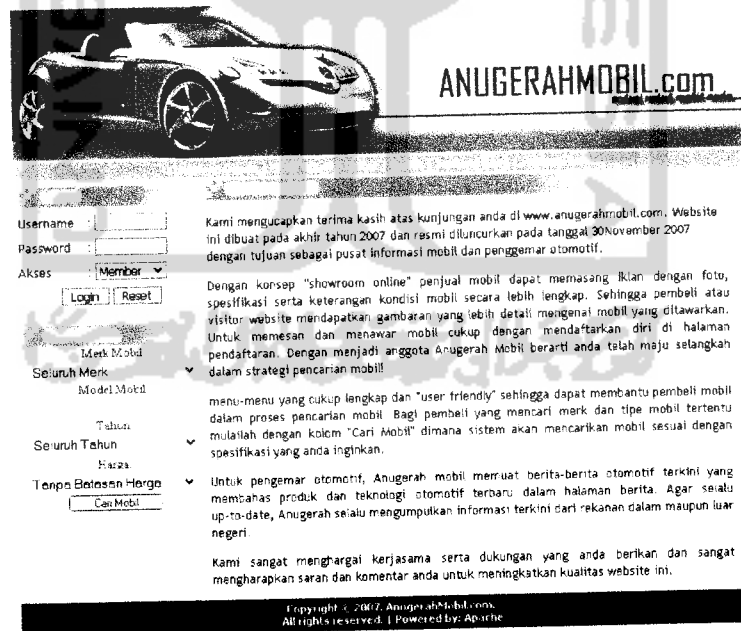 ANUGERAHMOBIL.com
Username :
Password :
Akses : Member
Login Reset
Merk Mobil
Seluruh Merk
Model Mobil
Tahun
Seluruh Tahun
Harga
Tanpa Batasan Harga
Cari Mobil
Kami mengucapkan terima kasih atas kunjungan anda di www.anugerahmobil.com. Website
ini dibuat pada akhir tahun 2007 dan resmi diluncurkan pada tanggal 30November 2007
dengan tujuan sebagai pusat informasi mobil dan penggemar otomotif.
Dengan konsep "showroom online" penjual mobil dapat memasang iklan dengan foto,
spesifikasi serta keterangan kondisi mobil secara lebih lengkap. Sehingga pembeli atau
visitor website mendapatkan gambaran yang lebih detail mengenai mobil yang ditawarkan.
Untuk memesan dan menawar mobil cukup dengan mendaftarkan diri di halaman
pendaftaran. Dengan menjadi anggota Anugerah Mobil berarti anda telah maju selangkah
dalam strategi pencarian mobil!
menu-menu yang cukup lengkap dan "user friendly" sehingga dapat membantu pembeli mobil
dalam proses pencarian mobil. Bagi pembeli yang mencari merk dan tipe mobil tertentu
mulailah dengan kolom "Cari Mobil" dimana sistem akan mencarikan mobil sesuai dengan
spesifikasi yang anda inginkan.
Untuk pengemar otomotif, Anugerah mobil memuat berita-berita otomotif terkini yang
membahas produk dan teknologi otomotif terbaru dalam halaman berita. Agar selalu
up-to-date, Anugerah selalu mengumpulkan informasi terkini dari rekanan dalam maupun luar
negeri.
Kami sangat menghargai kerjasama serta dukungan yang anda berikan dan sangat
mengharapkan saran dan komentar anda untuk meningkatkan kualitas website ini.
Copyright © 2007. AnugerahMobil.com.
All rights reserved. | Powered by: Apache